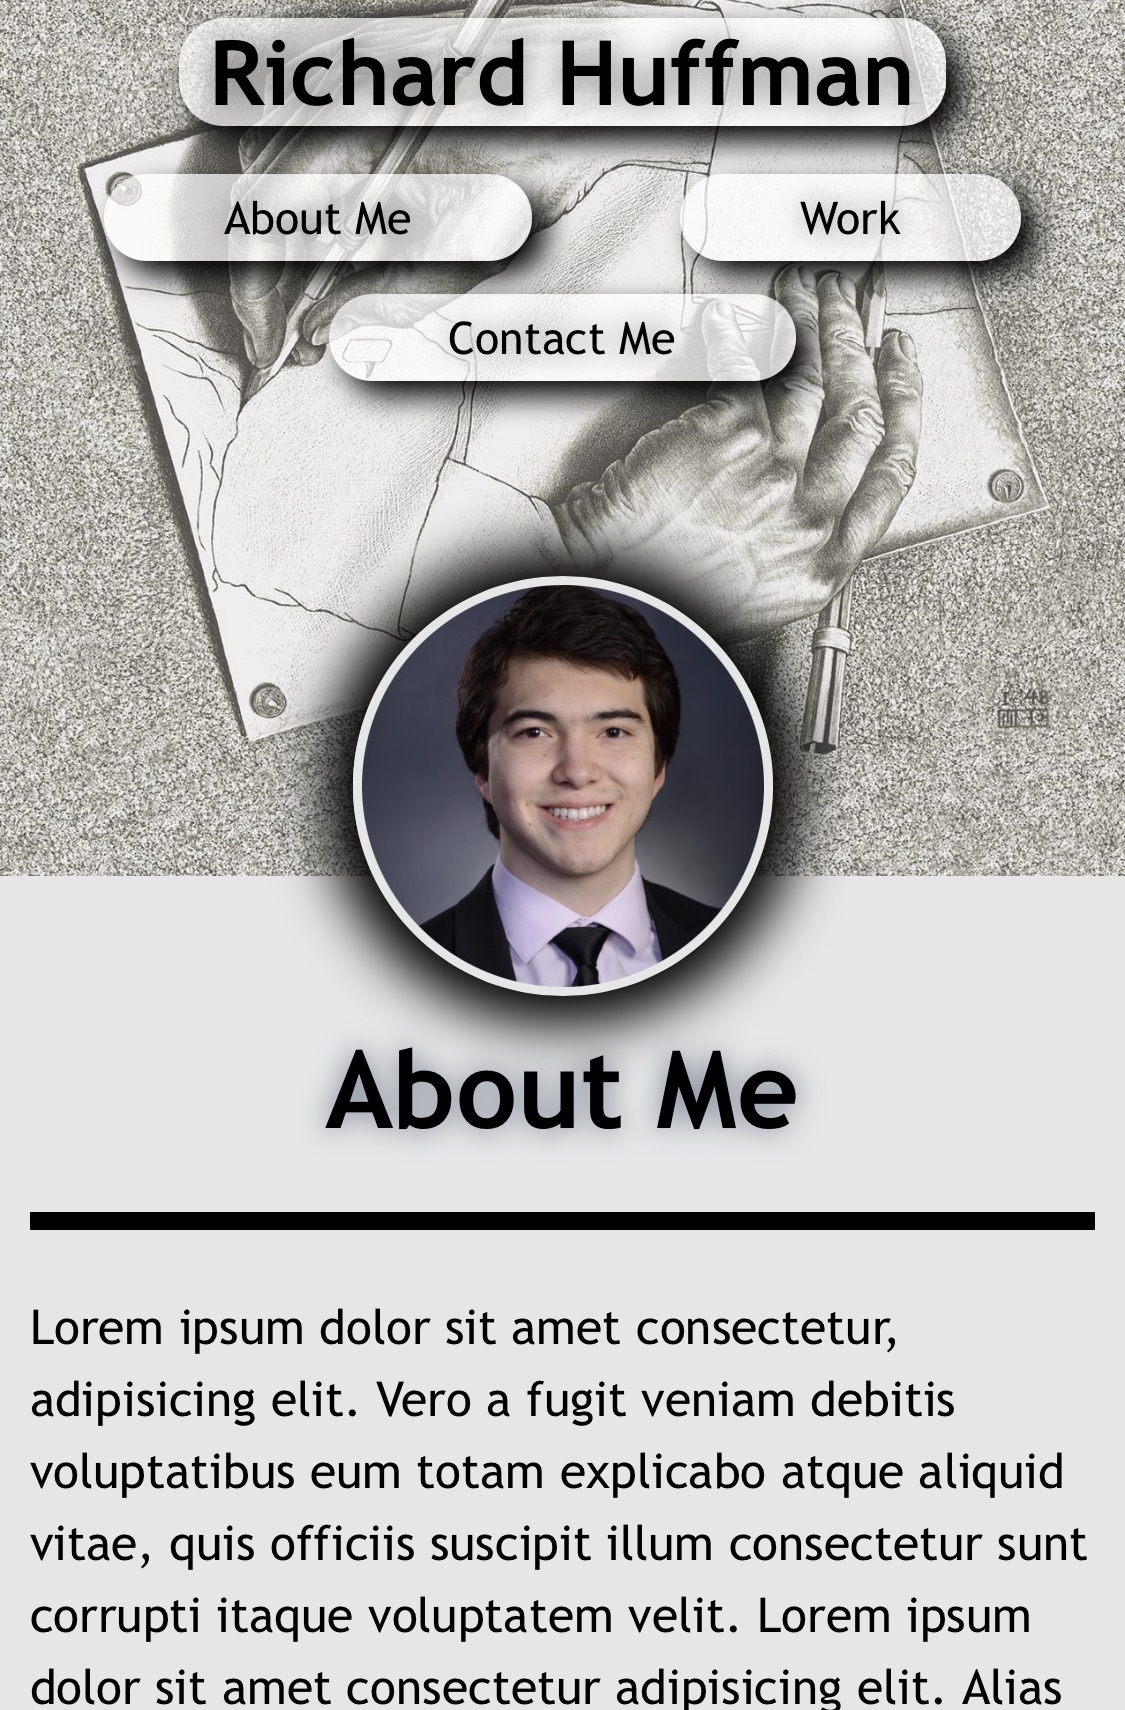 Richard Huffman
About Me
Work
Contact Me
About Me
Lorem ipsum dolor sit amet consectetur,
adipisicing elit. Vero a fugit veniam debitis
voluptatibus eum totam explicabo atque aliquid
vitae, quis officiis suscipit illum consectetur sunt
corrupti itaque voluptatem velit. Lorem ipsum
dolor sit amet consectetur adipisicing elit. Alias